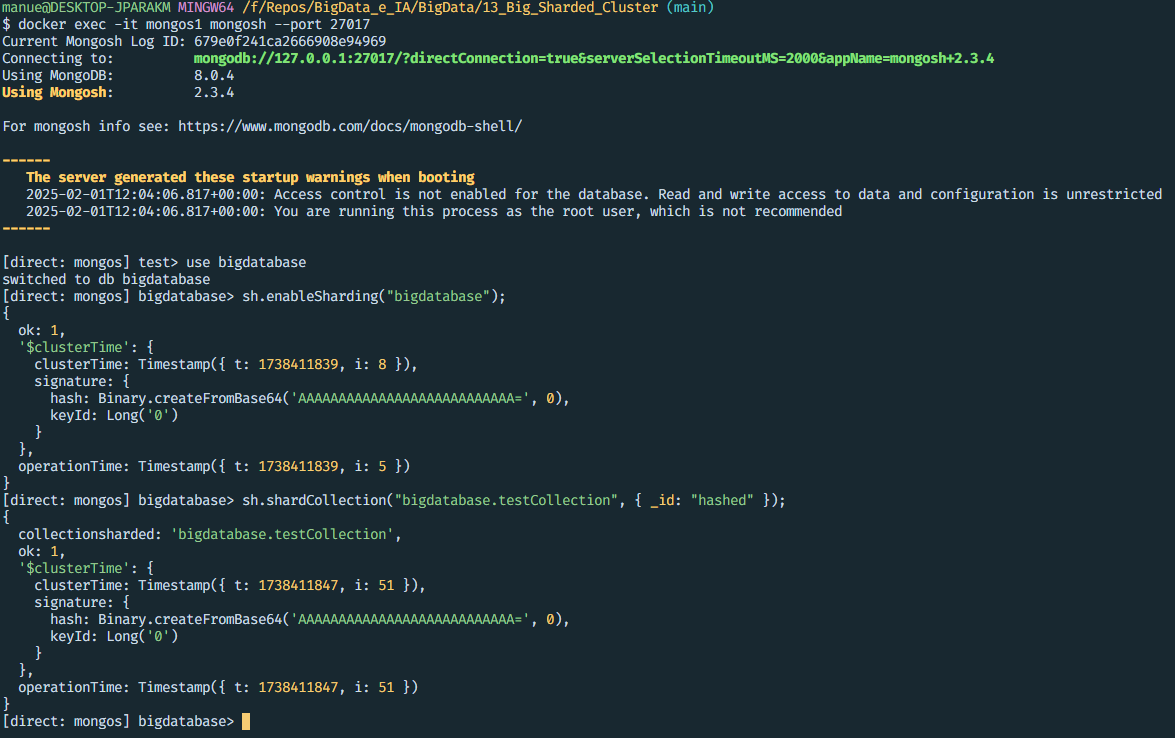 manue@DESKTOP-JPARAKM MINGW64 /f/Repos/BigData_e_IA/BigData/13_Big_Sharded_Cluster (main)
$ docker exec -it mongos1 mongosh --port 27017
Current Mongosh Log ID: 679e0f241ca2666908e94969
Connecting to:          mongodb://127.0.0.1:27017/?directConnection=true&serverSelectionTimeoutMS=2000&appName=mongosh+2.3.4
Using MongoDB:          8.0.4
Using Mongosh:          2.3.4

For mongosh info see: https://www.mongodb.com/docs/mongodb-shell/

------
   The server generated these startup warnings when booting
   2025-02-01T12:04:06.817+00:00: Access control is not enabled for the database. Read and write access to data and configuration is unrestricted
   2025-02-01T12:04:06.817+00:00: You are running this process as the root user, which is not recommended
------

[direct: mongos] test> use bigdatabase
switched to db bigdatabase
[direct: mongos] bigdatabase> sh.enableSharding("bigdatabase");
{
  ok: 1,
  '$clusterTime': {
    clusterTime: Timestamp({ t: 1738411839, i: 8 }),
    signature: {
      hash: Binary.createFromBase64('AAAAAAAAAAAAAAAAAAAAAAAAAAA=', 0),
      keyId: Long('0')
    }
  },
  operationTime: Timestamp({ t: 1738411839, i: 5 })
}
[direct: mongos] bigdatabase> sh.shardCollection("bigdatabase.testCollection", { _id: "hashed" });
{
  collectionsharded: 'bigdatabase.testCollection',
  ok: 1,
  '$clusterTime': {
    clusterTime: Timestamp({ t: 1738411847, i: 51 }),
    signature: {
      hash: Binary.createFromBase64('AAAAAAAAAAAAAAAAAAAAAAAAAAA=', 0),
      keyId: Long('0')
    }
  },
  operationTime: Timestamp({ t: 1738411847, i: 51 })
}
[direct: mongos] bigdatabase>